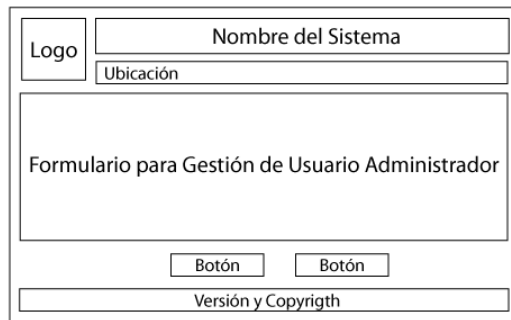 Logo
Nombre del Sistema
Ubicación
Formulario para Gestión de Usuario Administrador
Botón
Botón
Versión y Copyrigth